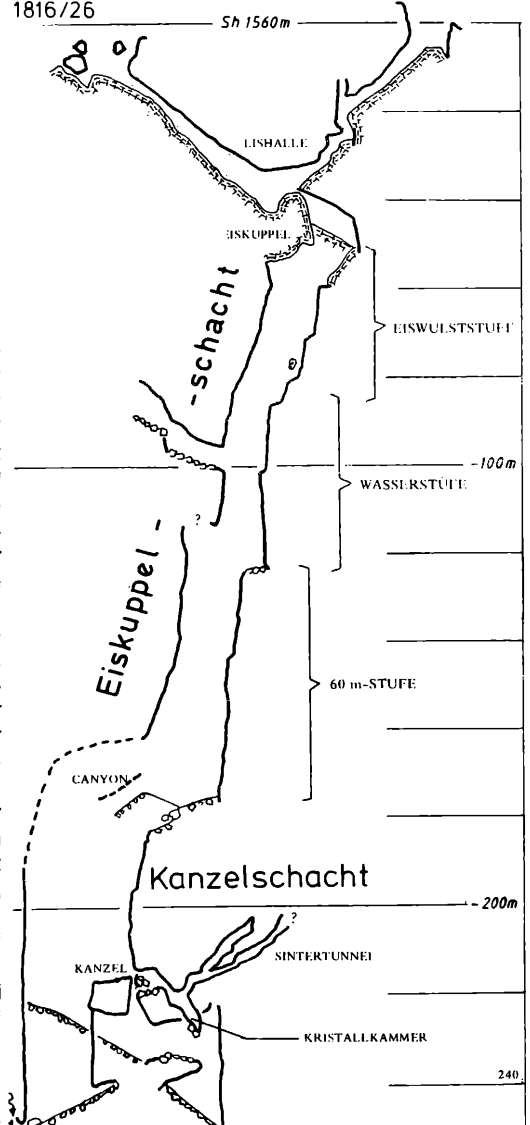 1816/26
Sh 1560m
EISHALLE
EISKUPPEL
-schacht
EISWULSTSTUFE
-100m
WASSERSTUFE
?
Eiskuppel-
60 m-STUFE
CANYON
Kanzelschacht
-200m
?
SINTERTUNNEL
KANZEL
KRISTALLKAMMER
240